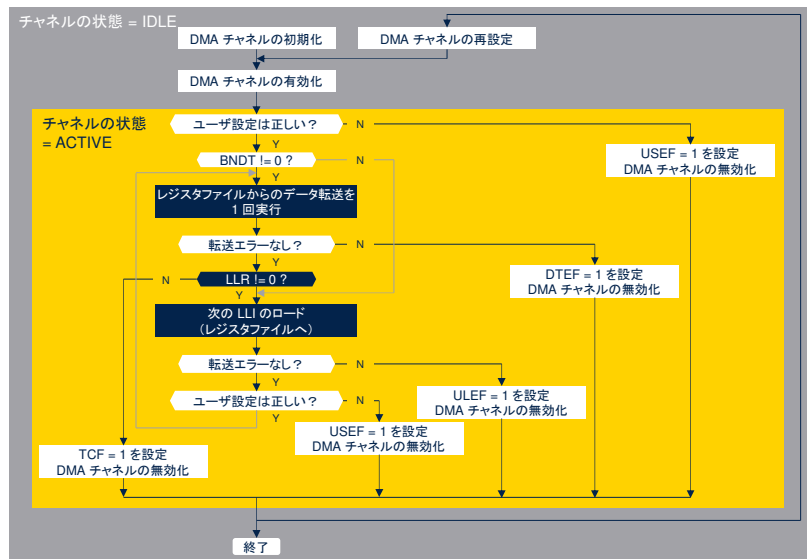 チャネルの状態 = IDLE
DMA チャネルの初期化
DMA チャネルの再設定
DMA チャネルの有効化
チャネルの状態
= ACTIVE
ユーザ設定は正しい？
N
Y
USEF = 1 を設定
DMA チャネルの無効化
BNDT != 0 ?
N
Y
レジスタファイルからのデータ転送を
1 回実行
転送エラーなし？
N
Y
DTEF = 1 を設定
DMA チャネルの無効化
N
LLR != 0 ?
Y
次の LLI のロード
(レジスタファイルへ)
転送エラーなし？
N
Y
ULEF = 1 を設定
DMA チャネルの無効化
ユーザ設定は正しい？
N
Y
USEF = 1 を設定
DMA チャネルの無効化
TCF = 1 を設定
DMA チャネルの無効化
終了